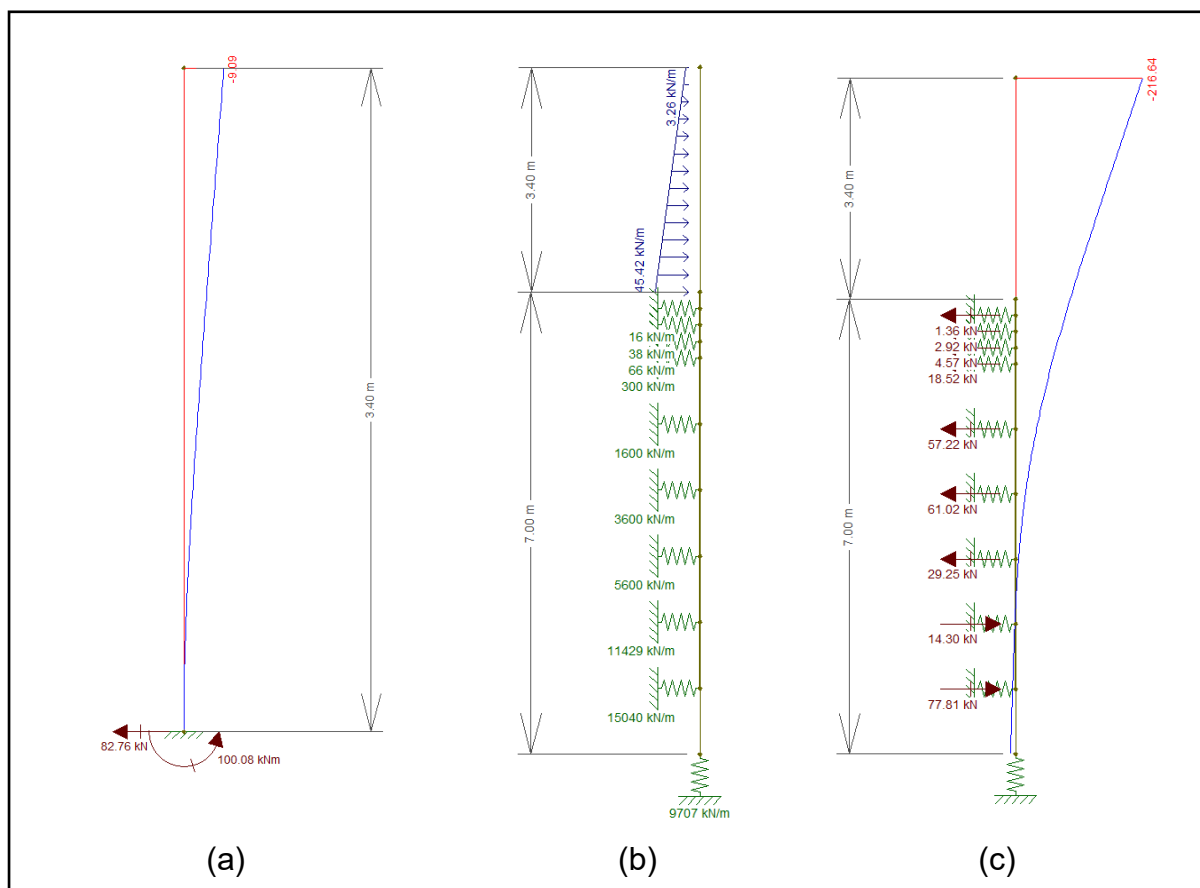 -9.09
3.40 m
82.76 kN
100.08 kNm
(a)
3.26 kN/m
3.40 m
45.42 kN/m
16 kN/m
38 kN/m
66 kN/m
300 kN/m
1600 kN/m
7.00 m
3600 kN/m
5600 kN/m
11429 kN/m
15040 kN/m
9707 kN/m
(b)
-216.64
3.40 m
1.36 kN
2.92 kN
4.57 kN
18.52 kN
57.22 kN
61.02 kN
7.00 m
29.25 kN
14.30 kN
77.81 kN
(c)